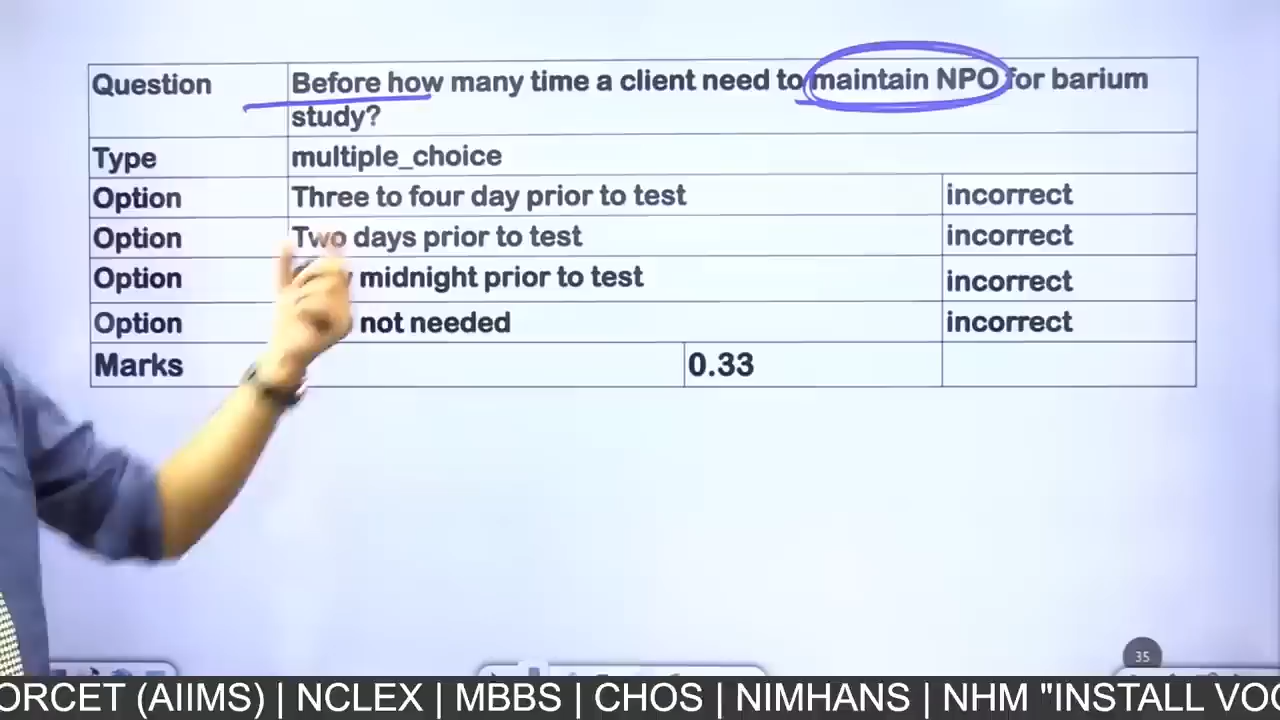 Question Before how many time a client need to maintain NPO for barium
study?
Type multiple_choice
Option Three to four day prior to test incorrect
Option Two days prior to test incorrect
Option midnight prior to test incorrect
Option not needed incorrect
Marks 0.33
35
ORCET (AIIMS) | NCLEX | MBBS | CHOS | NIMHANS | NHM "INSTALL VOC